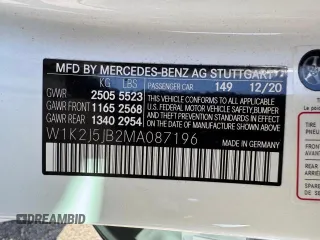 MFD BY MERCEDES-BENZ AG STUTTGART
KG LBS PASSENGER CAR 149 12/20
GVWR 2505 5523 THIS VEHICLE CONFORMS TO ALL APPLICABLE
GAWR FRONT 1165 2568 U.S. FEDERAL MOTOR VEHICLE SAFETY BUMPER,
GAWR REAR 1340 2954 AND THEFT PREVENTION STANDARDS IN EFFECT
ON THE DATE OF MANUFACTURE SHOWN ABOVE.
W1K2J5JB2MA087196 MADE IN GERMANY
DREAMBID